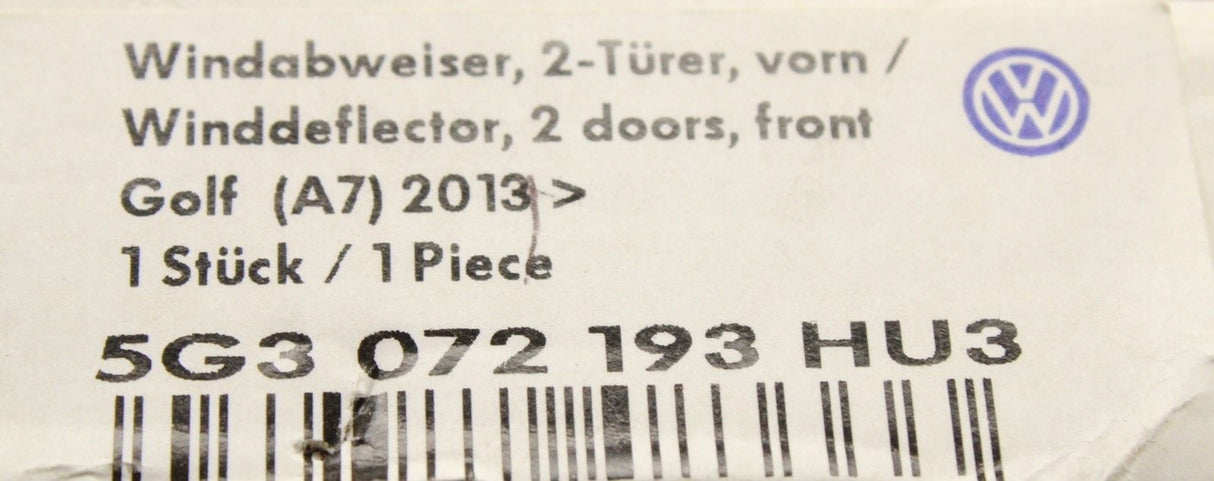 Windabweiser, 2-Türer, vorn /
Winddeflector, 2 doors, front
Golf (A7) 2013 >
1 Stück / 1 Piece
5G3 072 193 HU3